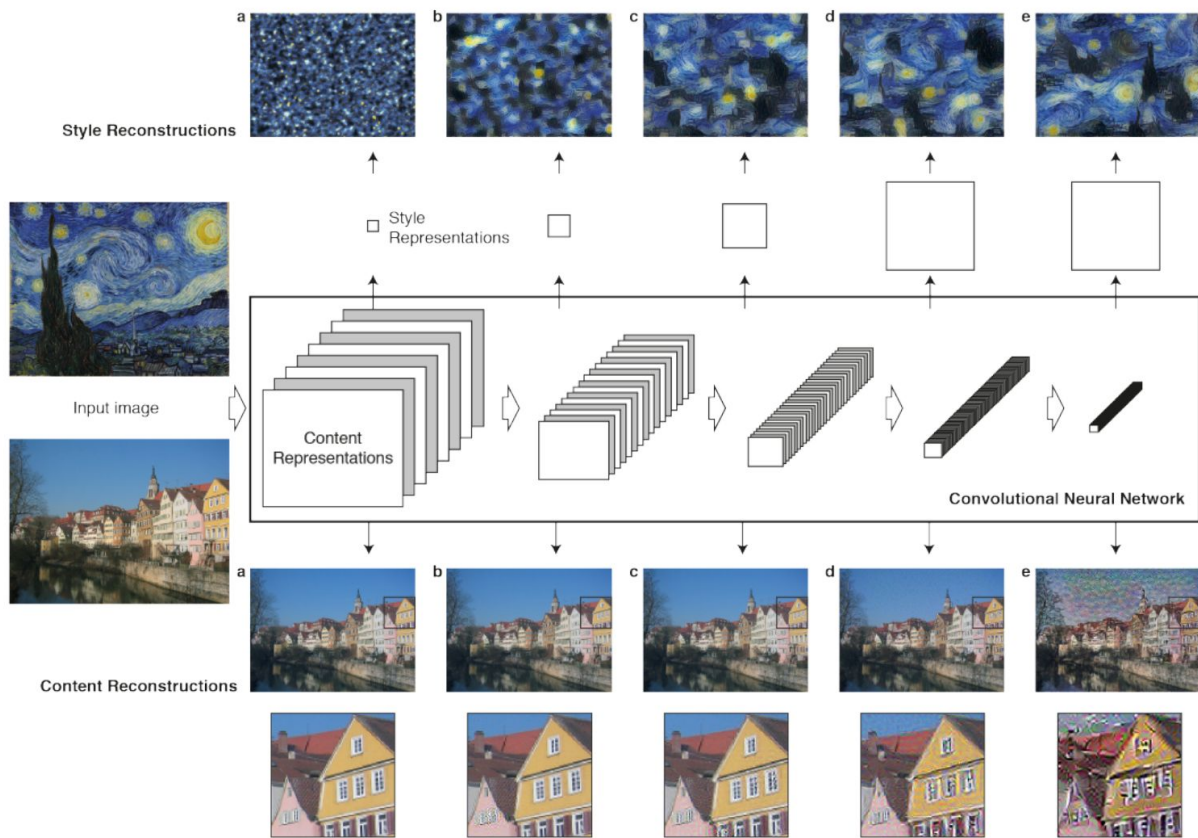 a
b
c
d
e
Style Reconstructions
Style
Representations
Input image
Content
Representations
Convolutional Neural Network
a
b
c
d
e
Content Reconstructions